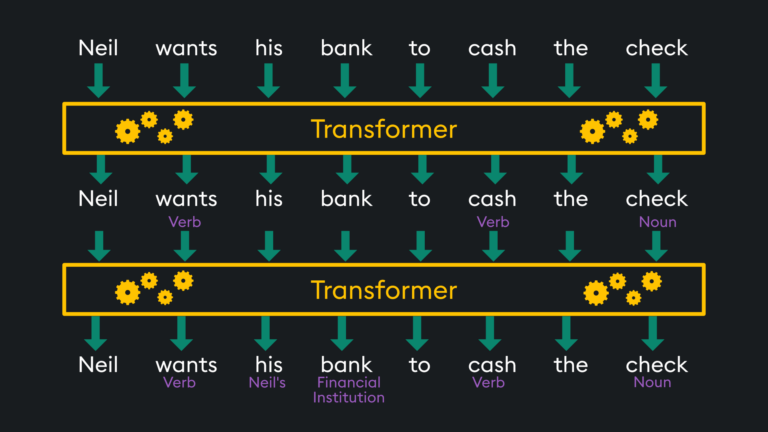 Neil wants his bank to cash the check
Transformer
Neil wants his bank to cash the check
Verb Verb Noun
Transformer
Neil wants his bank to cash the check
Verb Neil's Financial Verb Noun
Institution